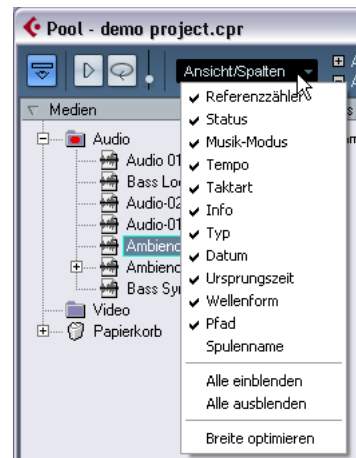 Pool - demo project.cpr
Ansicht/Spalten
Medien
Audio
Audio 01
Bass Lo
Audio-02
Audio-01
Ambienc
Ambienc
Bass Sy
Video
Papierkorb
Referenzzähler
Status
Musik-Modus
Tempo
Taktart
Info
Typ
Datum
Ursprungszeit
Wellenform
Pfad
Spulenname
Alle einblenden
Alle ausblenden
Breite optimieren